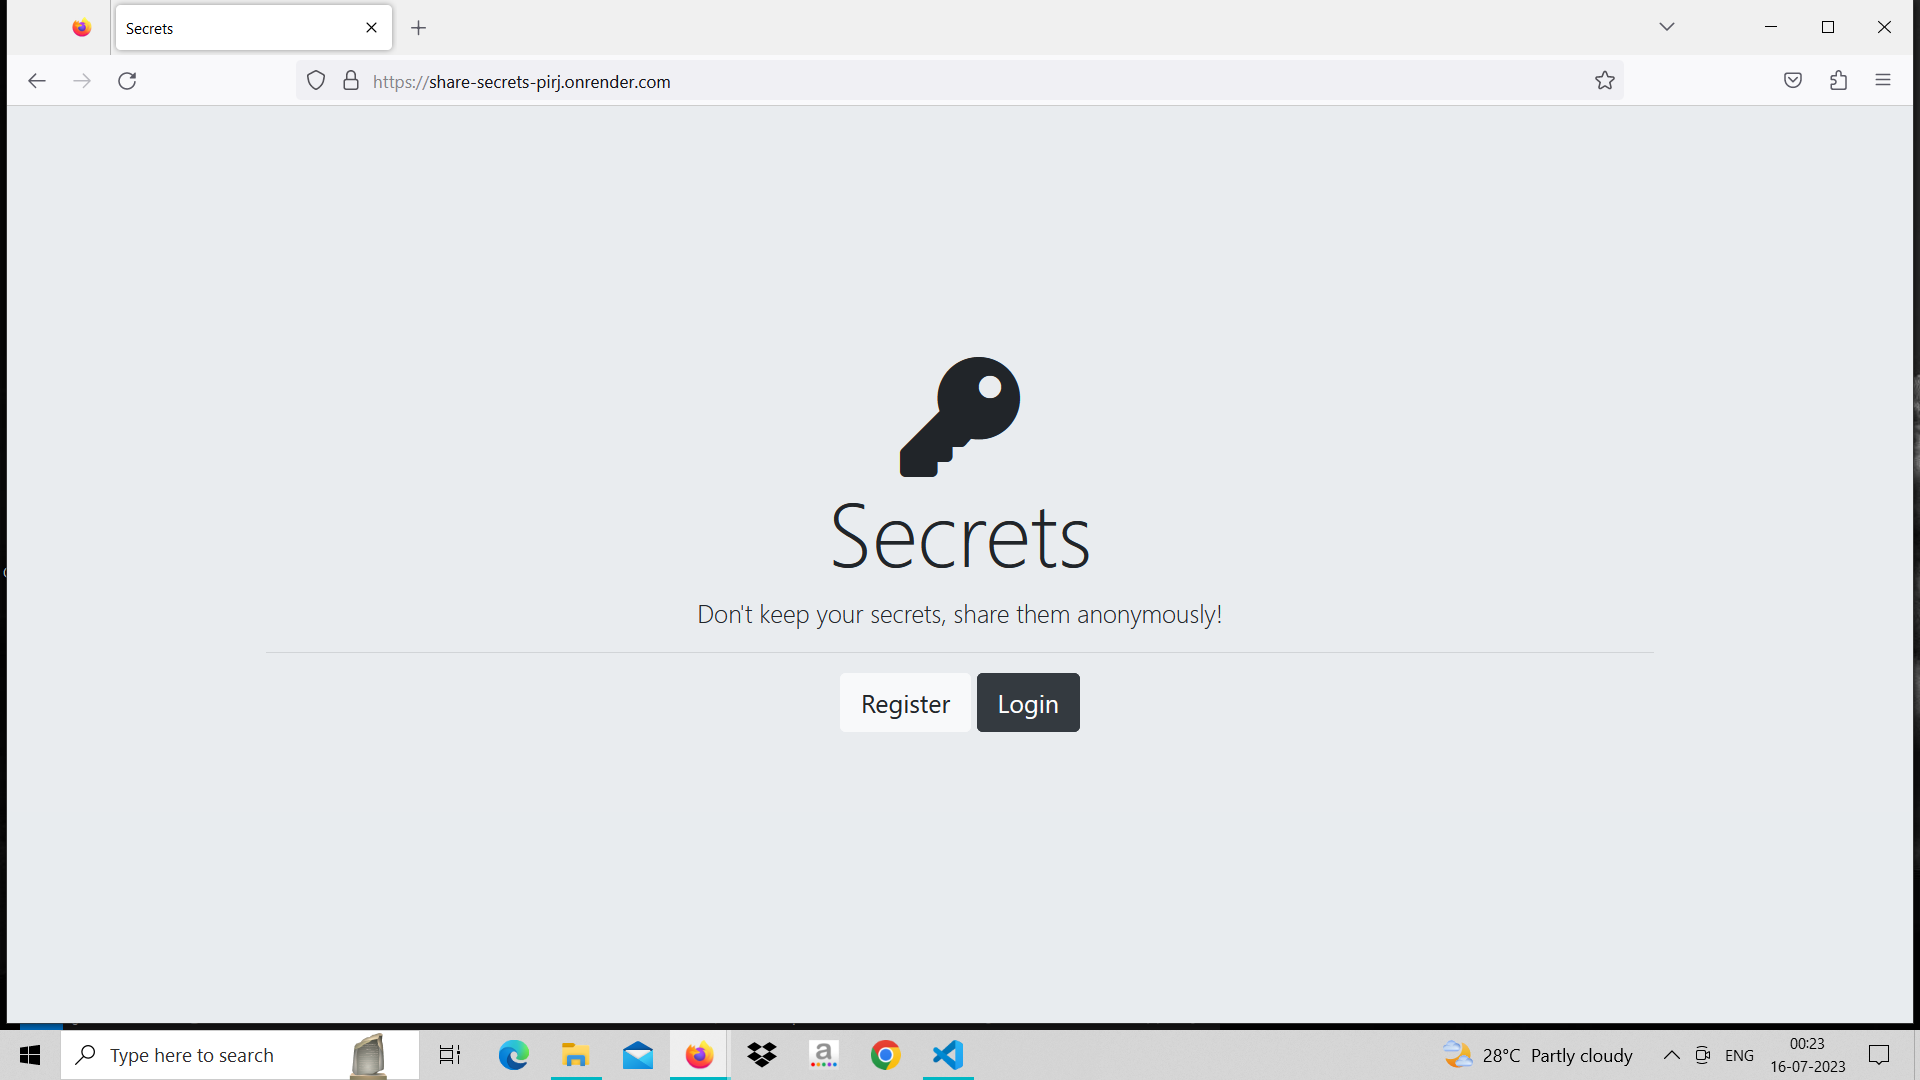 Secrets
https://share-secrets-pirj.onrender.com
Secrets
Don't keep your secrets, share them anonymously!
Register Login
Type here to search
28°C Partly cloudy
ENG
00:23
16-07-2023